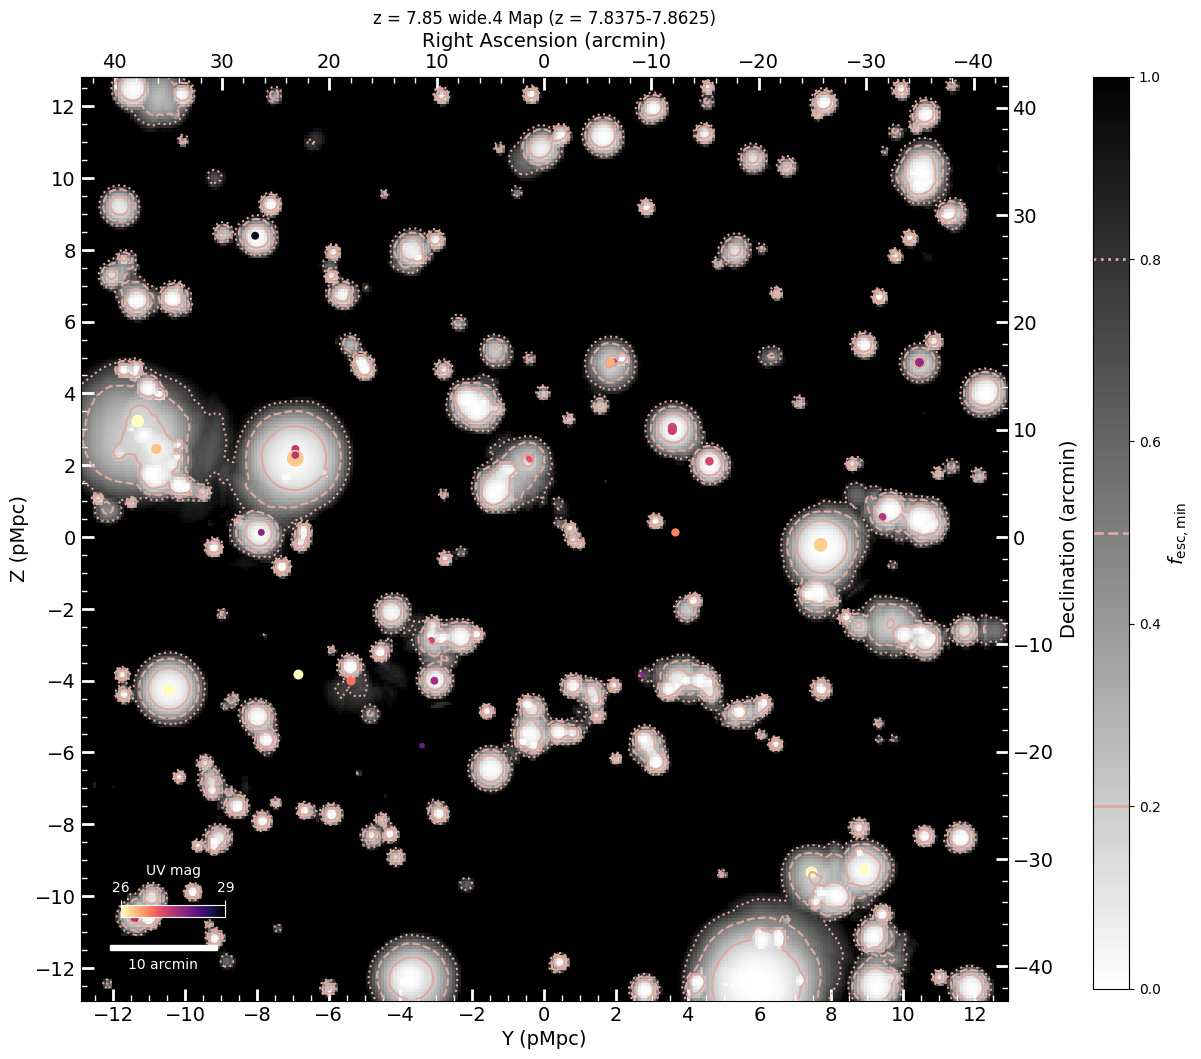 z = 7.85 wide.4 Map (z = 7.8375-7.8625)
Right Ascension (arcmin)
40 30 20 10 0 −10 −20 −30 −40
12 10 8 6 4 2 0 −2 −4 −6 −8 −10 −12
Z (pMpc)
40 30 20 10 0 −10 −20 −30 −40
Declination (arcmin)
1.0 0.8 0.6 0.4 0.2 0.0
f_esc,min
UV mag
26 29
10 arcmin
−12 −10 −8 −6 −4 −2 0 2 4 6 8 10 12
Y (pMpc)